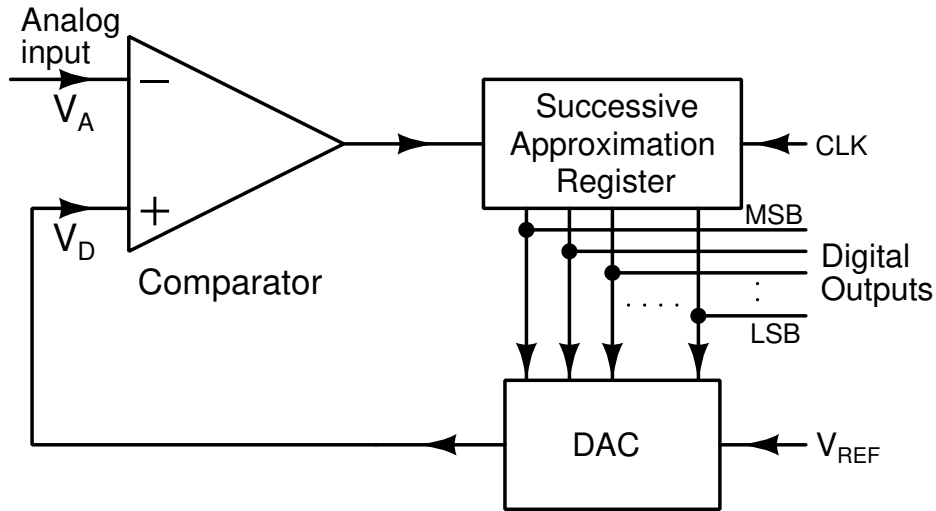 Analog
input
V_A
−
V_D
+
Comparator
Successive
Approximation
Register
CLK
MSB
Digital
Outputs
LSB
DAC
V_REF